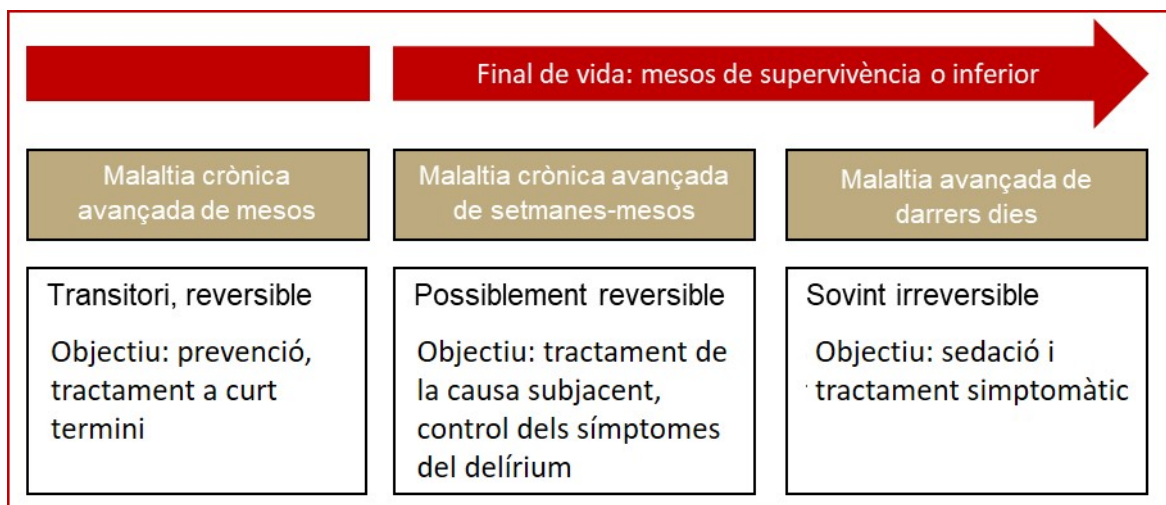 Final de vida: mesos de supervivència o inferior
Malaltia crònica
avançada de mesos
Malaltia crònica avançada
de setmanes-mesos
Malaltia avançada de
darrers dies
Transitori, reversible
Objectiu: prevenció,
tractament a curt
termini
Possiblement reversible
Objectiu: tractament de
la causa subjacent,
control dels símptomes
del delírium
Sovint irreversible
Objectiu: sedació i
tractament simptomàtic